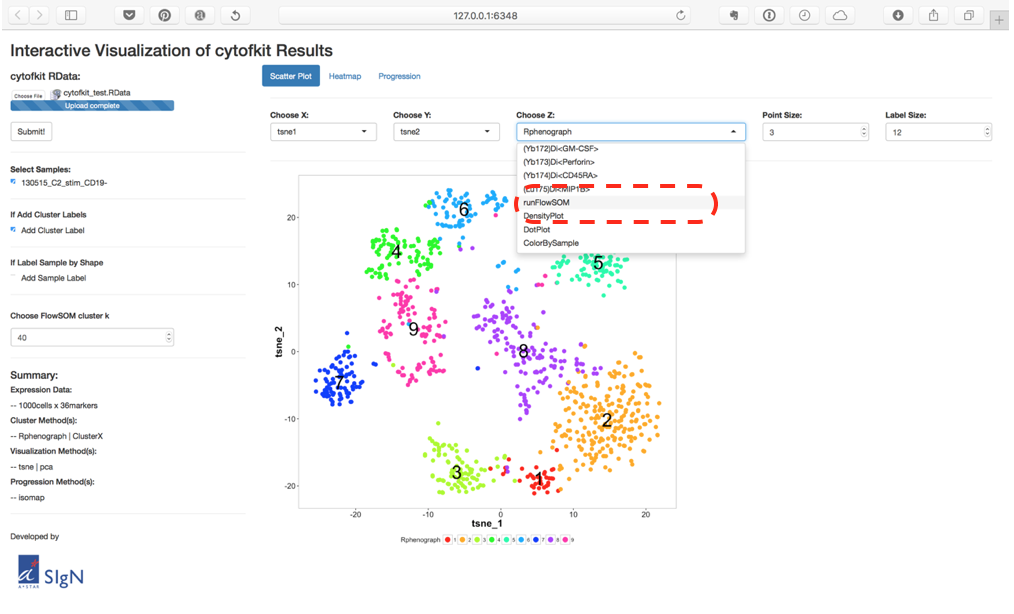 127.0.0.1:6348
Interactive Visualization of cytofkit Results
cytofkit RData:
Choose File cytofkit_test.RData
Upload complete
Submit!
Select Samples:
130515_C2_stim_CD19-
If Add Cluster Labels
Add Cluster Label
If Label Sample by Shape
Add Sample Label
Choose FlowSOM cluster k
40
Summary:
Expression Data:
-- 1000cells x 36markers
Cluster Method(s):
-- Rphenograph | ClusterX
Visualization Method(s):
-- tsne | pca
Progression Method(s):
-- isomap
Developed by
A*STAR
SIgN
Scatter Plot Heatmap Progression
Choose X: Choose Y: Choose Z: Point Size: Label Size:
tsne1 tsne2 Rphenograph 3 12
(Yb172)Di<GM-CSF>
(Yb173)Di<Perforin>
(Yb174)Di<CD45RA>
(Lu175)Di<MIP1B>
runFlowSOM
DensityPlot
DotPlot
ColorBySample
20
10
0
-10
-20
tsne_2
6
4
5
9
8
7
2
3
1
-20 -10 0 10 20
tsne_1
Rphenograph 1 2 3 4 5 6 7 8 9